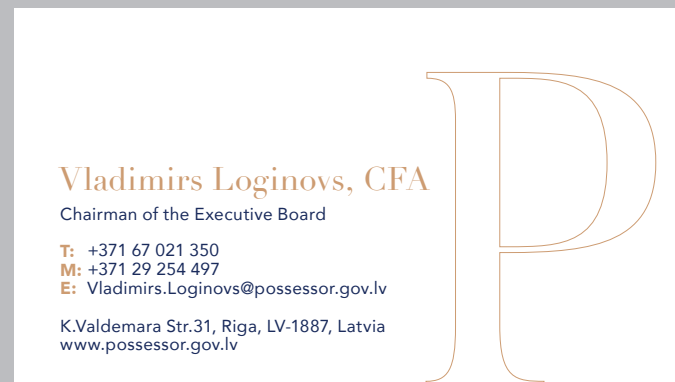 P
Vladimirs Loginovs, CFA
Chairman of the Executive Board
T: +371 67 021 350
M: +371 29 254 497
E: Vladimirs.Loginovs@possessor.gov.lv
K.Valdemara Str.31, Riga, LV-1887, Latvia
www.possessor.gov.lv